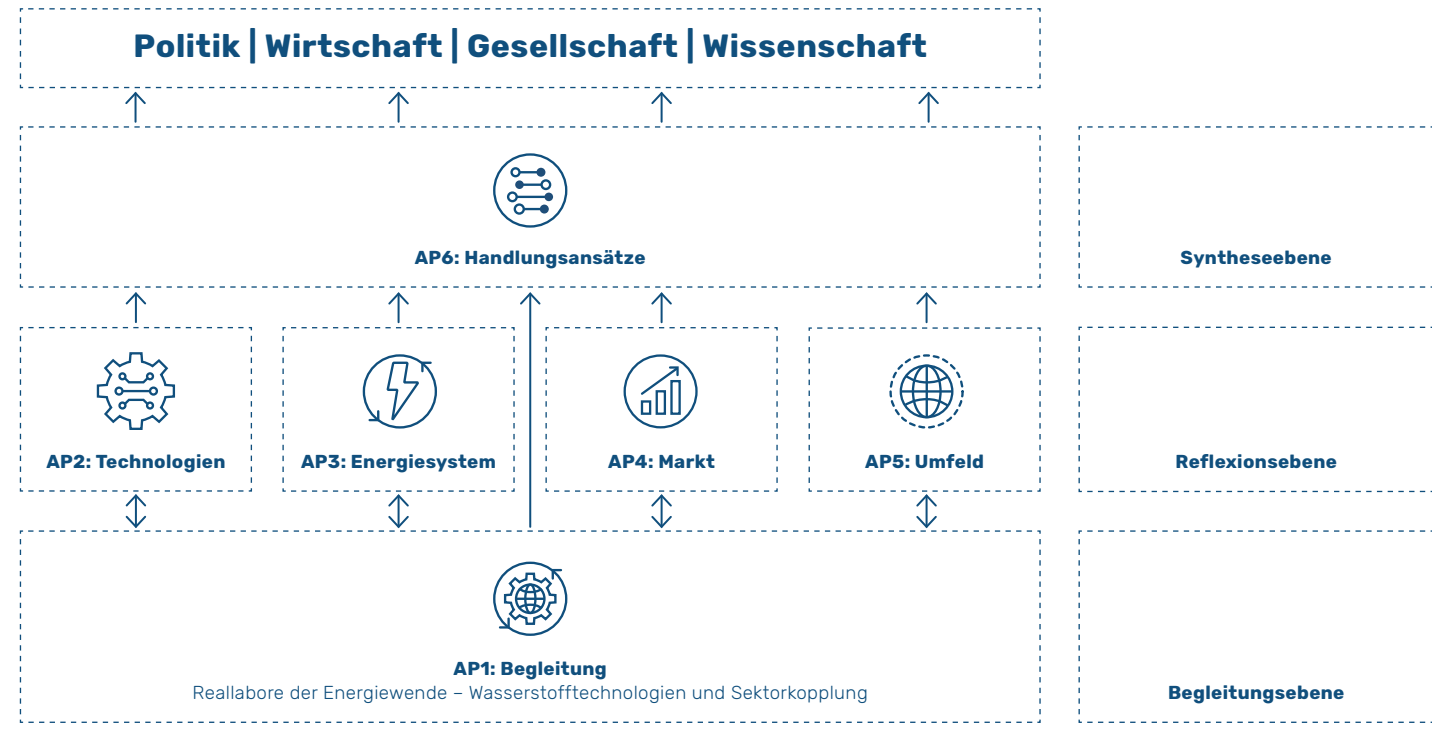 Politik | Wirtschaft | Gesellschaft | Wissenschaft
AP6: Handlungsansätze
Syntheseebene
AP2: Technologien
AP3: Energiesystem
AP4: Markt
AP5: Umfeld
Reflexionsebene
AP1: Begleitung
Reallabore der Energiewende – Wasserstofftechnologien und Sektorkopplung
Begleitungsebene